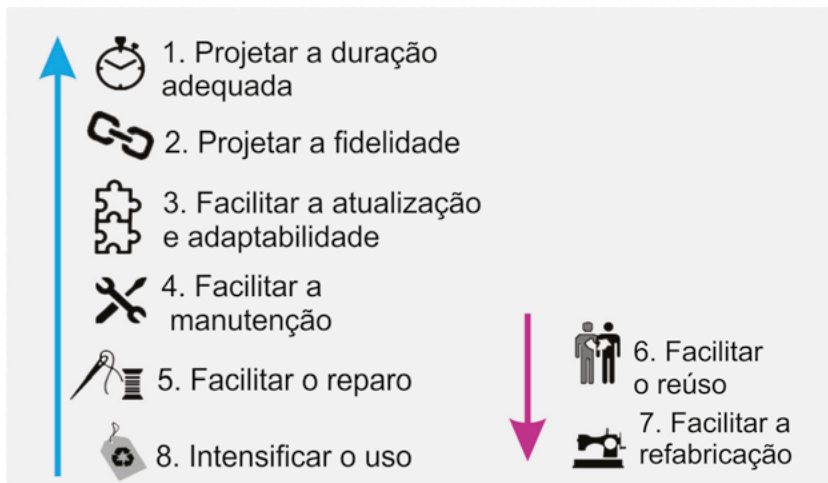 1. Projetar a duração
adequada
2. Projetar a fidelidade
3. Facilitar a atualização
e adaptabilidade
4. Facilitar a
manutenção
5. Facilitar o reparo
8. Intensificar o uso
6. Facilitar
o reúso
7. Facilitar a
refabricação